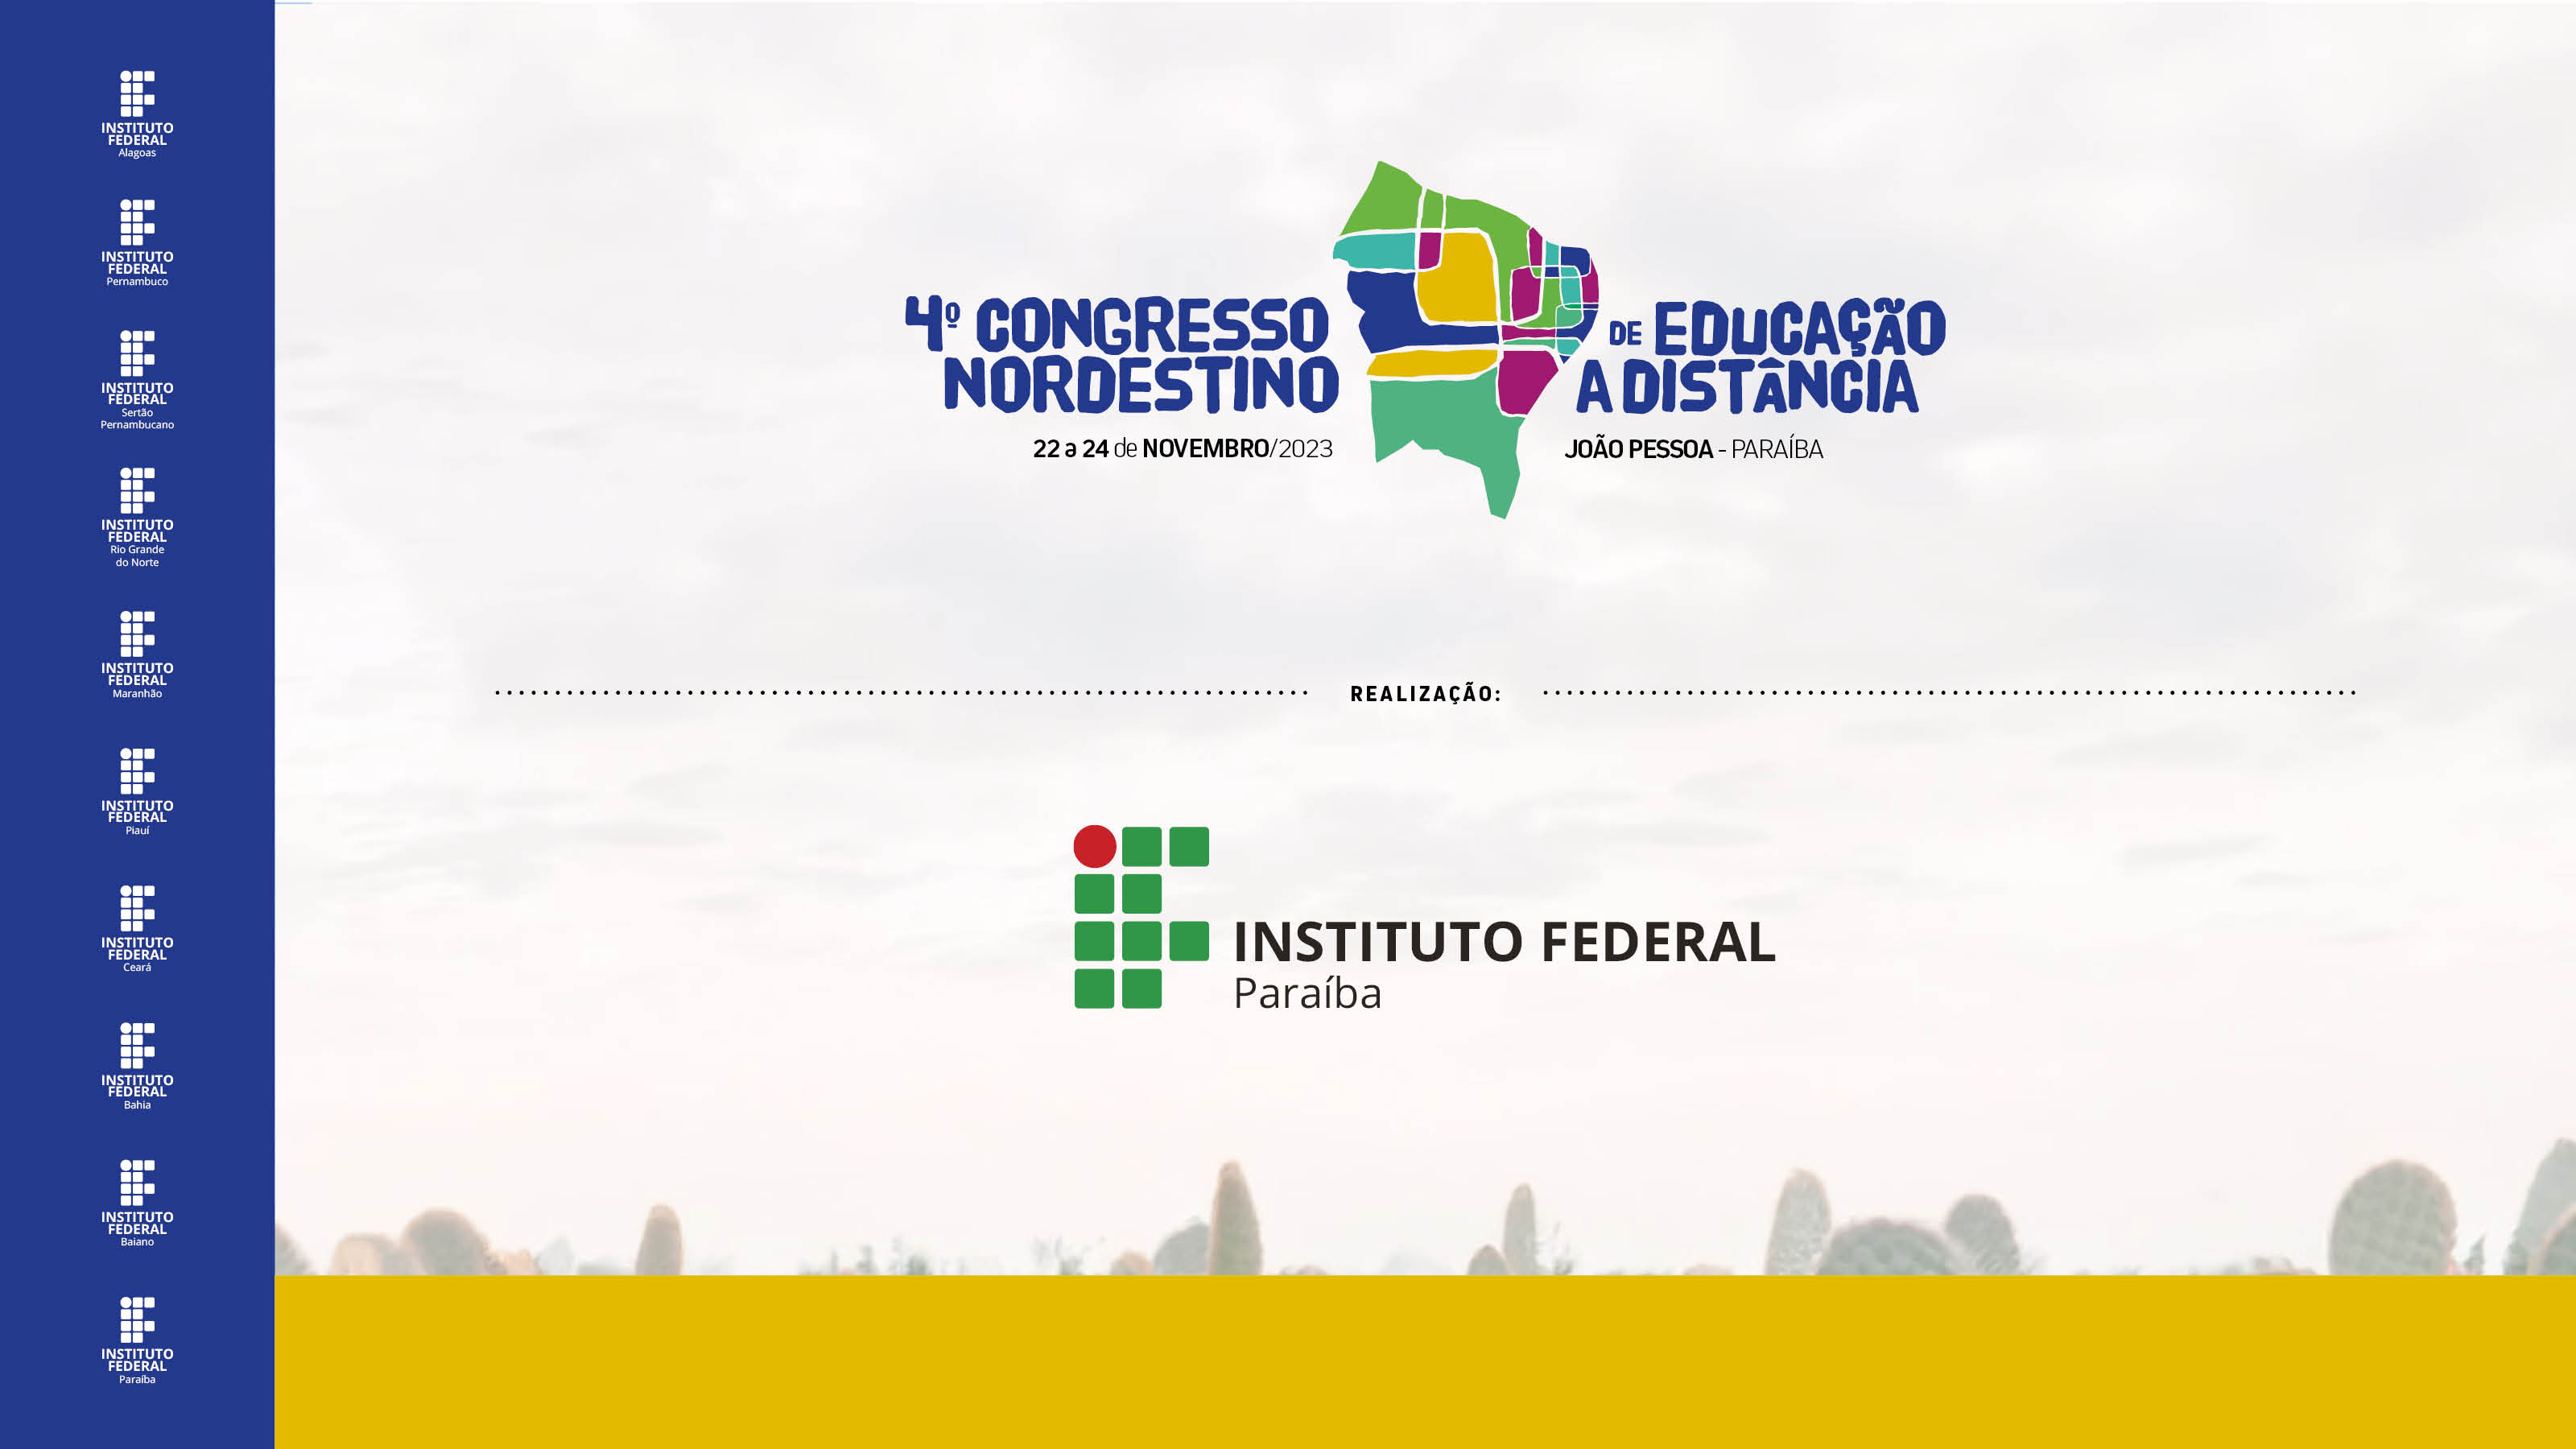 INSTITUTO
FEDERAL
Alagoas
INSTITUTO
FEDERAL
Pernambuco
INSTITUTO
FEDERAL
Sertão
Pernambucano
INSTITUTO
FEDERAL
Rio Grande
do Norte
INSTITUTO
FEDERAL
Maranhão
INSTITUTO
FEDERAL
Piauí
INSTITUTO
FEDERAL
Ceará
INSTITUTO
FEDERAL
Bahia
INSTITUTO
FEDERAL
Baiano
INSTITUTO
FEDERAL
Paraíba
4º CONGRESSO
NORDESTINO
DE EDUCAÇÃO
A DISTÂNCIA
22 a 24 de NOVEMBRO/2023
JOÃO PESSOA - PARAÍBA
REALIZAÇÃO:
INSTITUTO FEDERAL
Paraíba